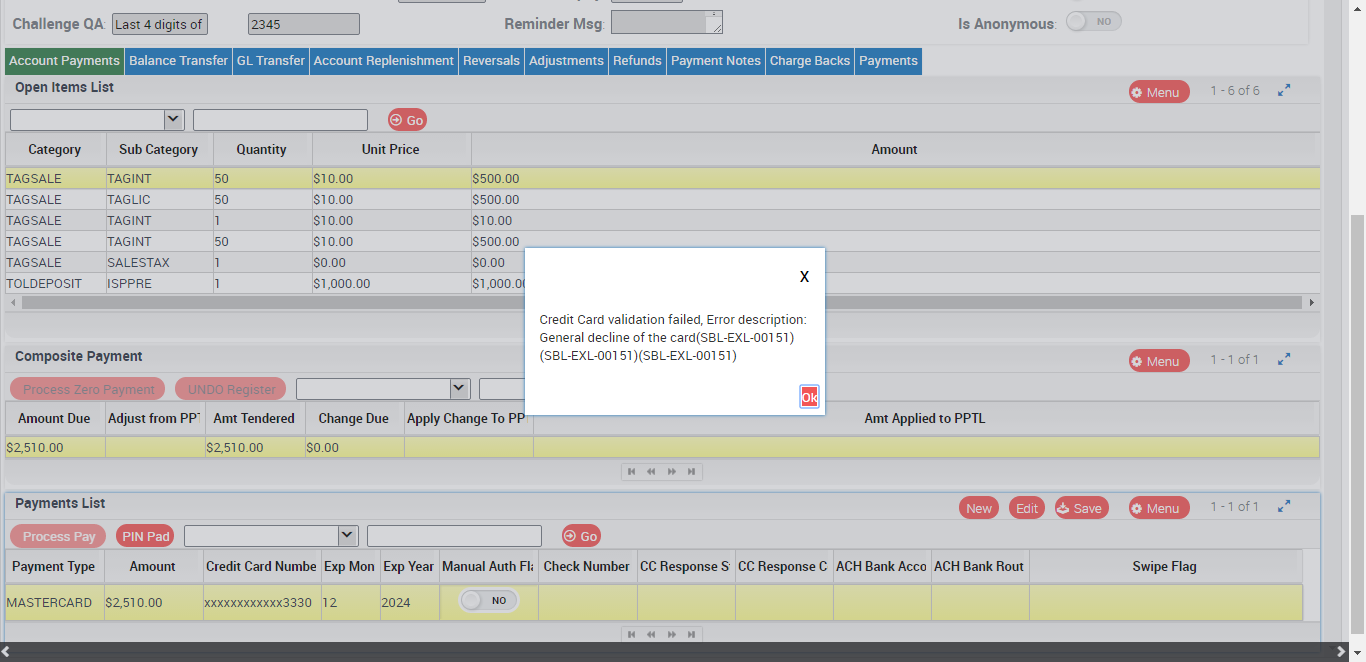 Challenge QA: Last 4 digits of 2345 Reminder Msg: Is Anonymous: NO
Account Payments Balance Transfer GL Transfer Account Replenishment Reversals Adjustments Refunds Payment Notes Charge Backs Payments
Open Items List Menu 1 - 6 of 6
Go
Category Sub Category Quantity Unit Price Amount
TAGSALE TAGINT 50 $10.00 $500.00
TAGSALE TAGLIC 50 $10.00 $500.00
TAGSALE TAGINT 1 $10.00 $10.00
TAGSALE TAGINT 50 $10.00 $500.00
TAGSALE SALESTAX 1 $0.00 $0.00
TOLDEPOSIT ISPPRE 1 $1,000.00 $1,000.0
X
Credit Card validation failed, Error description:
General decline of the card(SBL-EXL-00151)
(SBL-EXL-00151)(SBL-EXL-00151)
Ok
Composite Payment Menu 1 - 1 of 1
Process Zero Payment UNDO Register
Amount Due Adjust from PPT Amt Tendered Change Due Apply Change To PP Amt Applied to PPTL
$2,510.00 $2,510.00 $0.00
Payments List New Edit Save Menu 1 - 1 of 1
Process Pay PIN Pad Go
Payment Type Amount Credit Card Numbe Exp Mon Exp Year Manual Auth Fla Check Number CC Response S CC Response C ACH Bank Acco ACH Bank Rout Swipe Flag
MASTERCARD $2,510.00 xxxxxxxxxxxx3330 12 2024 NO